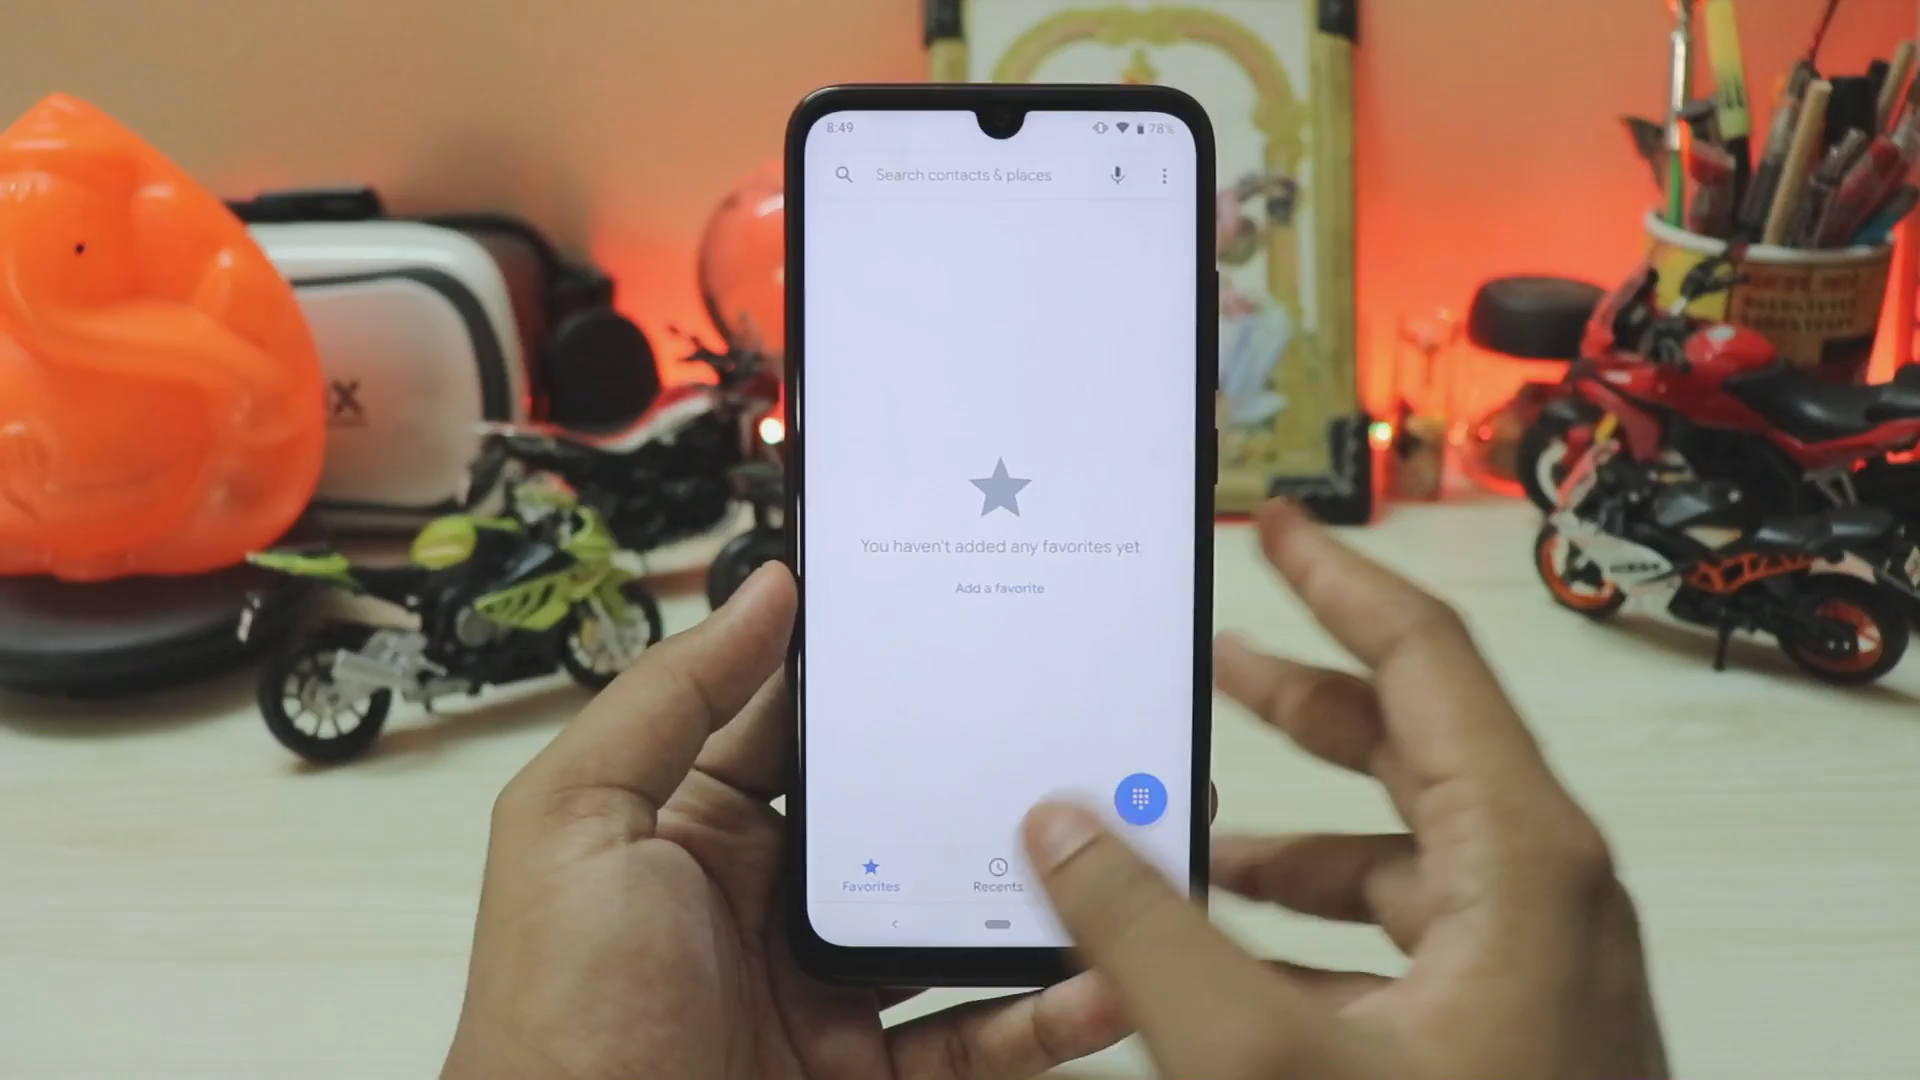 8:49
78%
Search contacts & places
You haven't added any favorites yet
Add a favorite
Favorites
Recents